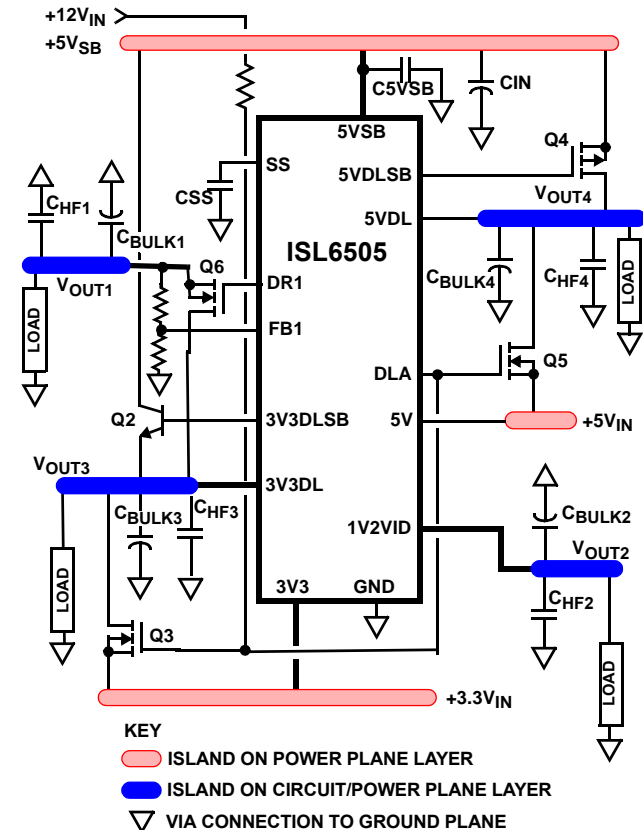 +12VIN
+5VSB
C5VSB
CIN
5VSB
Q4
SS
5VDLSB
CHF1
CSS
VOUT4
5VDL
CBULK1
ISL6505
Q6
CBULK4
CHF4
LOAD
VOUT1
DR1
LOAD
FB1
Q5
DLA
Q2
3V3DLSB
5V
+5VIN
VOUT3
3V3DL
CBULK3
CHF3
CBULK2
1V2VID
VOUT2
LOAD
3V3
GND
CHF2
Q3
LOAD
+3.3VIN
KEY
ISLAND ON POWER PLANE LAYER
ISLAND ON CIRCUIT/POWER PLANE LAYER
VIA CONNECTION TO GROUND PLANE